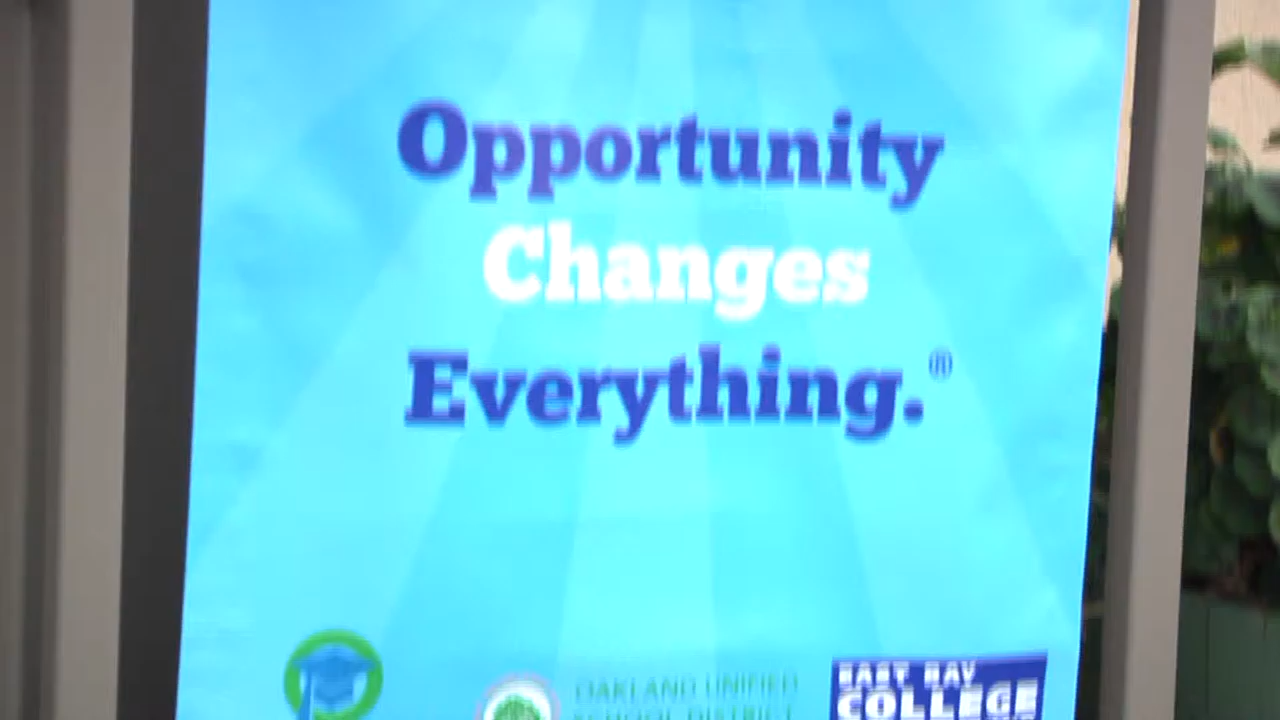 Opportunity
Changes
Everything.®
OAKLAND UNIFIED
SCHOOL DISTRICT
EAST BAY
COLLEGE